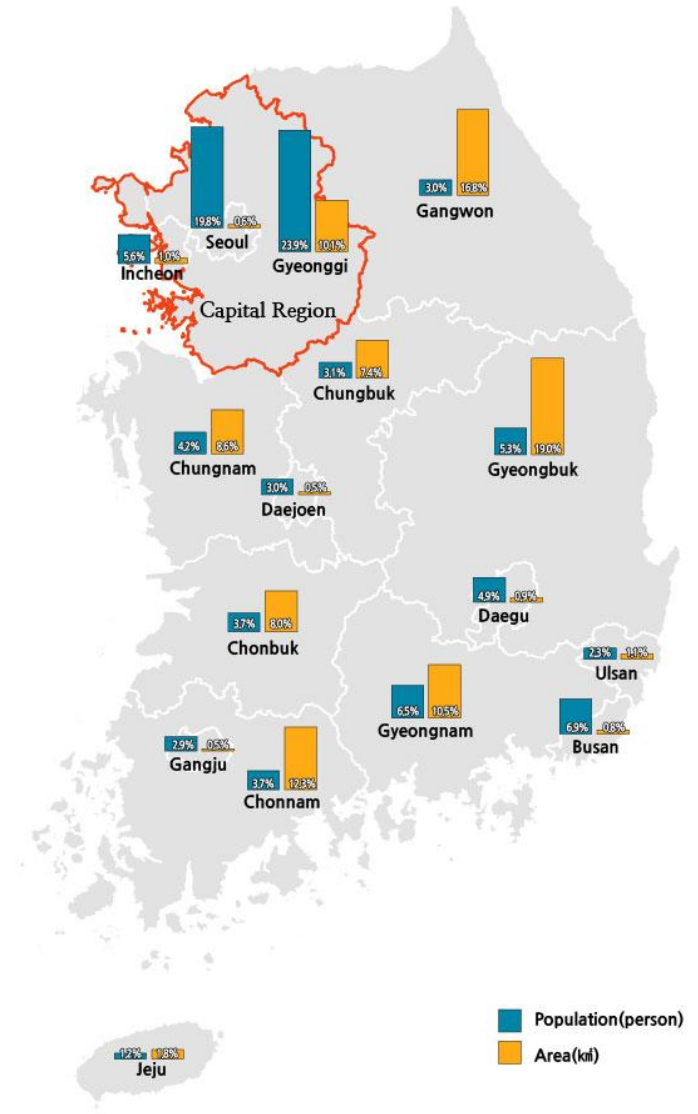 3.0% 16.8%
Gangwon
19.8% 0.6%
Seoul
23.9% 10.1%
Gyeonggi
5.6% 1.0%
Incheon
Capital Region
3.1% 7.4%
Chungbuk
4.2% 8.6%
Chungnam
5.3% 19.0%
Gyeongbuk
3.0% 0.5%
Daejoen
4.9% 0.9%
Daegu
3.7% 8.0%
Chonbuk
2.3% 1.1%
Ulsan
6.5% 10.5%
Gyeongnam
6.9% 0.8%
Busan
2.9% 0.5%
Gangju
3.7% 12.3%
Chonnam
1.2% 1.8%
Jeju
Population(person)
Area(㎢)